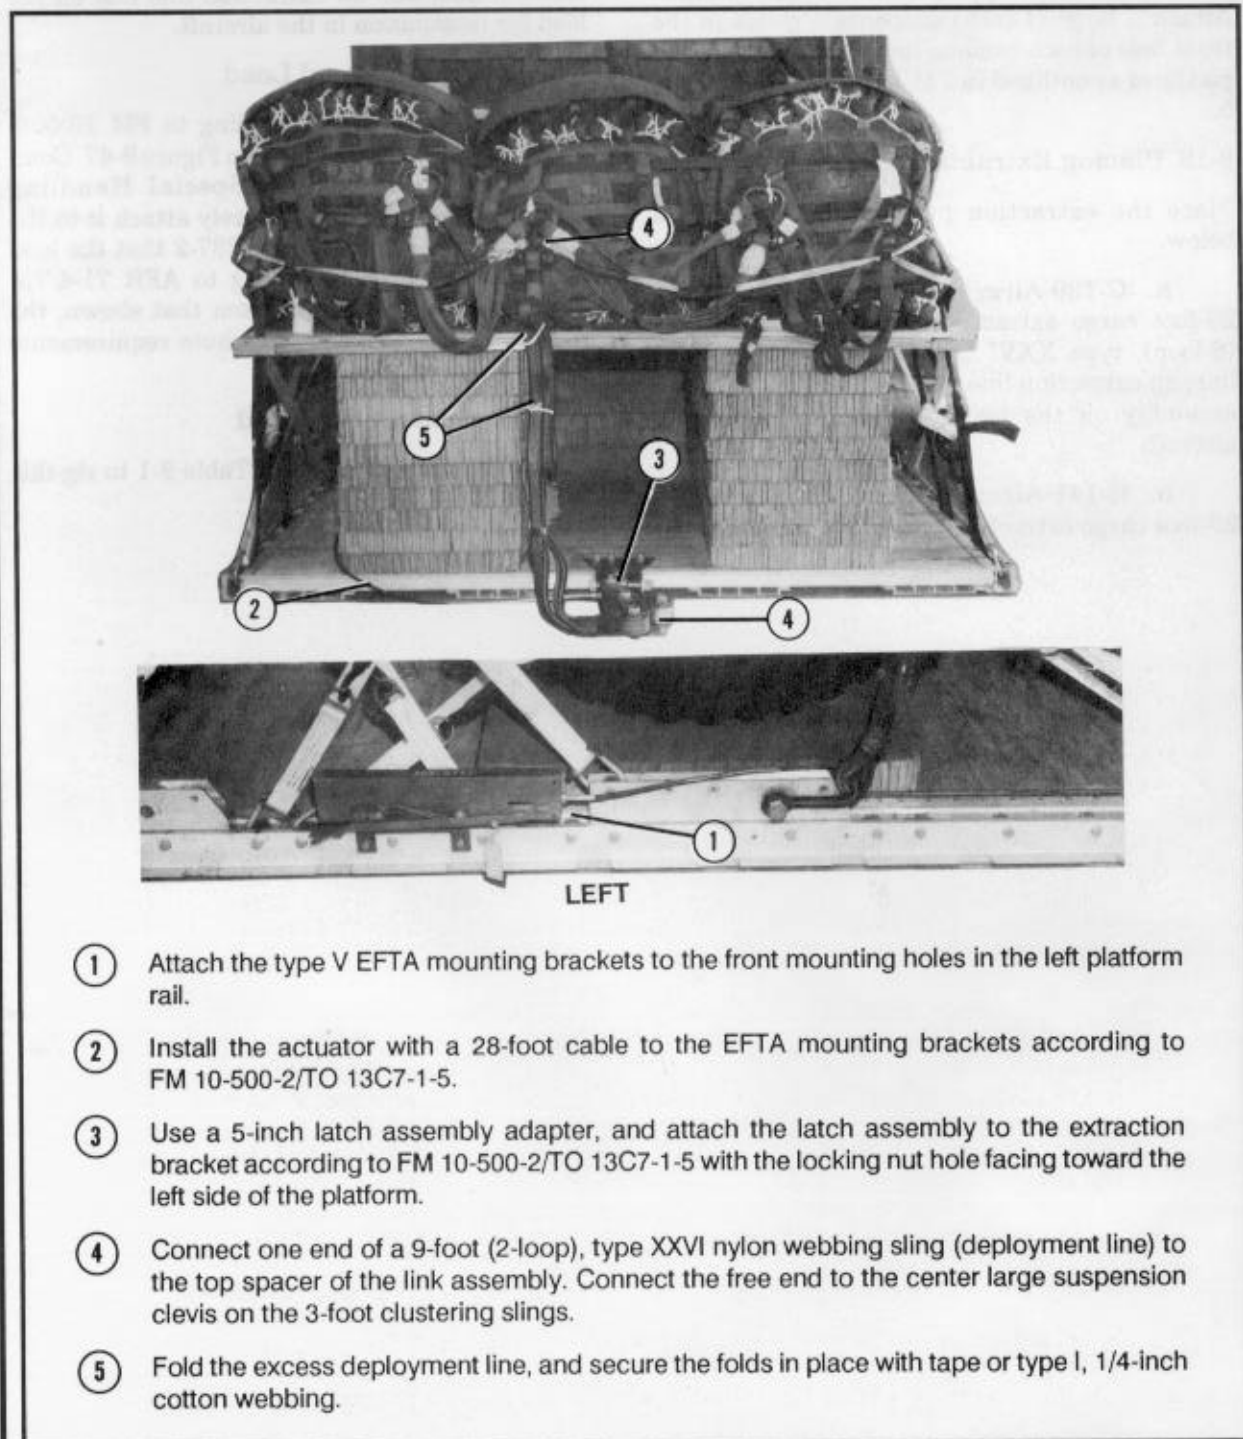 4
5
3
2
4
1
LEFT
1 Attach the type V EFTA mounting brackets to the front mounting holes in the left platform
rail.
2 Install the actuator with a 28-foot cable to the EFTA mounting brackets according to
FM 10-500-2/TO 13C7-1-5.
3 Use a 5-inch latch assembly adapter, and attach the latch assembly to the extraction
bracket according to FM 10-500-2/TO 13C7-1-5 with the locking nut hole facing toward the
left side of the platform.
4 Connect one end of a 9-foot (2-loop), type XXVI nylon webbing sling (deployment line) to
the top spacer of the link assembly. Connect the free end to the center large suspension
clevis on the 3-foot clustering slings.
5 Fold the excess deployment line, and secure the folds in place with tape or type I, 1/4-inch
cotton webbing.